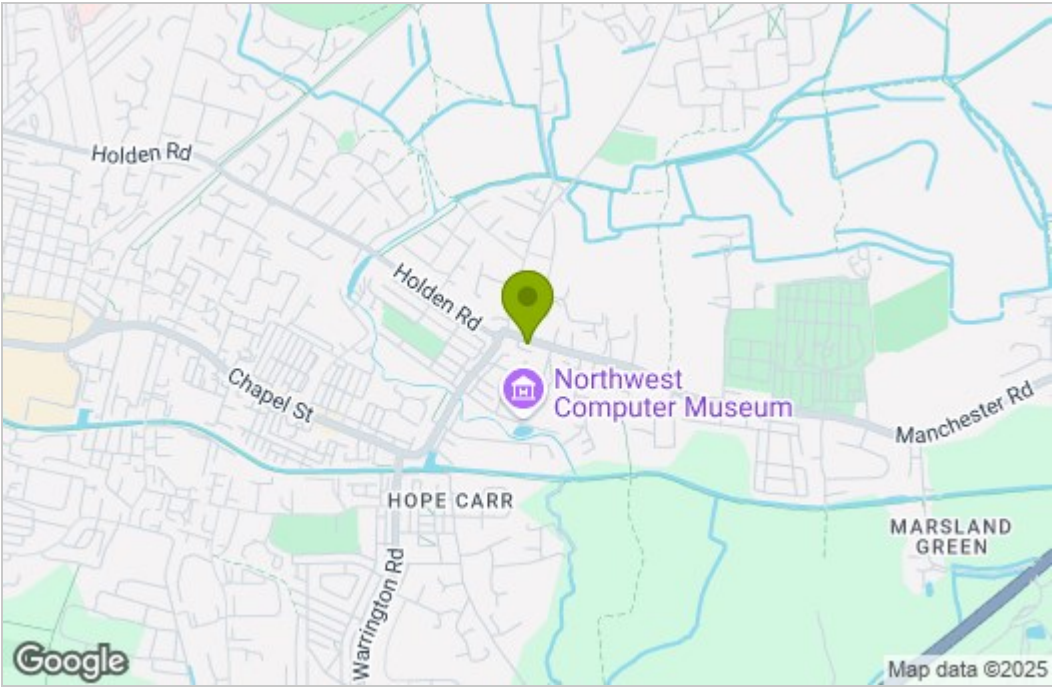 Holden Rd
Holden Rd
Northwest
Computer Museum
Chapel St
Manchester Rd
HOPE CARR
MARSLAND
GREEN
Warrington Rd
Google
Map data ©2025